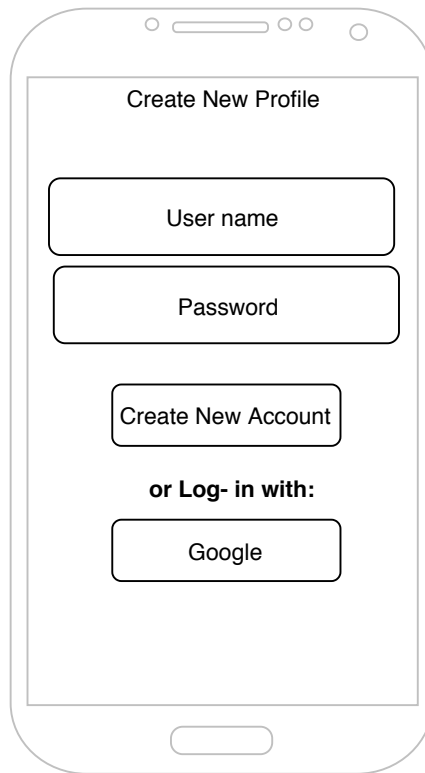 Create New Profile
User name
Password
Create New Account
or Log- in with:
Google